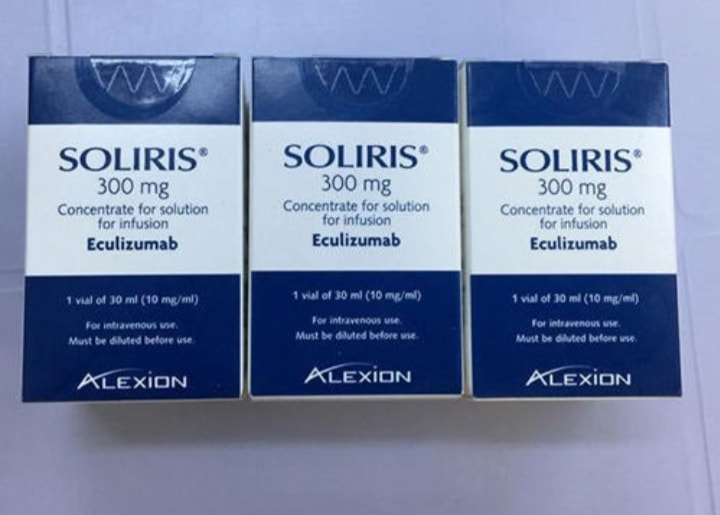 SOLIRIS®
300 mg
Concentrate for solution
for infusion
Eculizumab
1 vial of 30 ml (10 mg/ml)
For intravenous use.
Must be diluted before use.
ALEXION
SOLIRIS®
300 mg
Concentrate for solution
for infusion
Eculizumab
1 vial of 30 ml (10 mg/ml)
For intravenous use.
Must be diluted before use.
ALEXION
SOLIRIS®
300 mg
Concentrate for solution
for infusion
Eculizumab
1 vial of 30 ml (10 mg/ml)
For intravenous use.
Must be diluted before use.
ALEXION